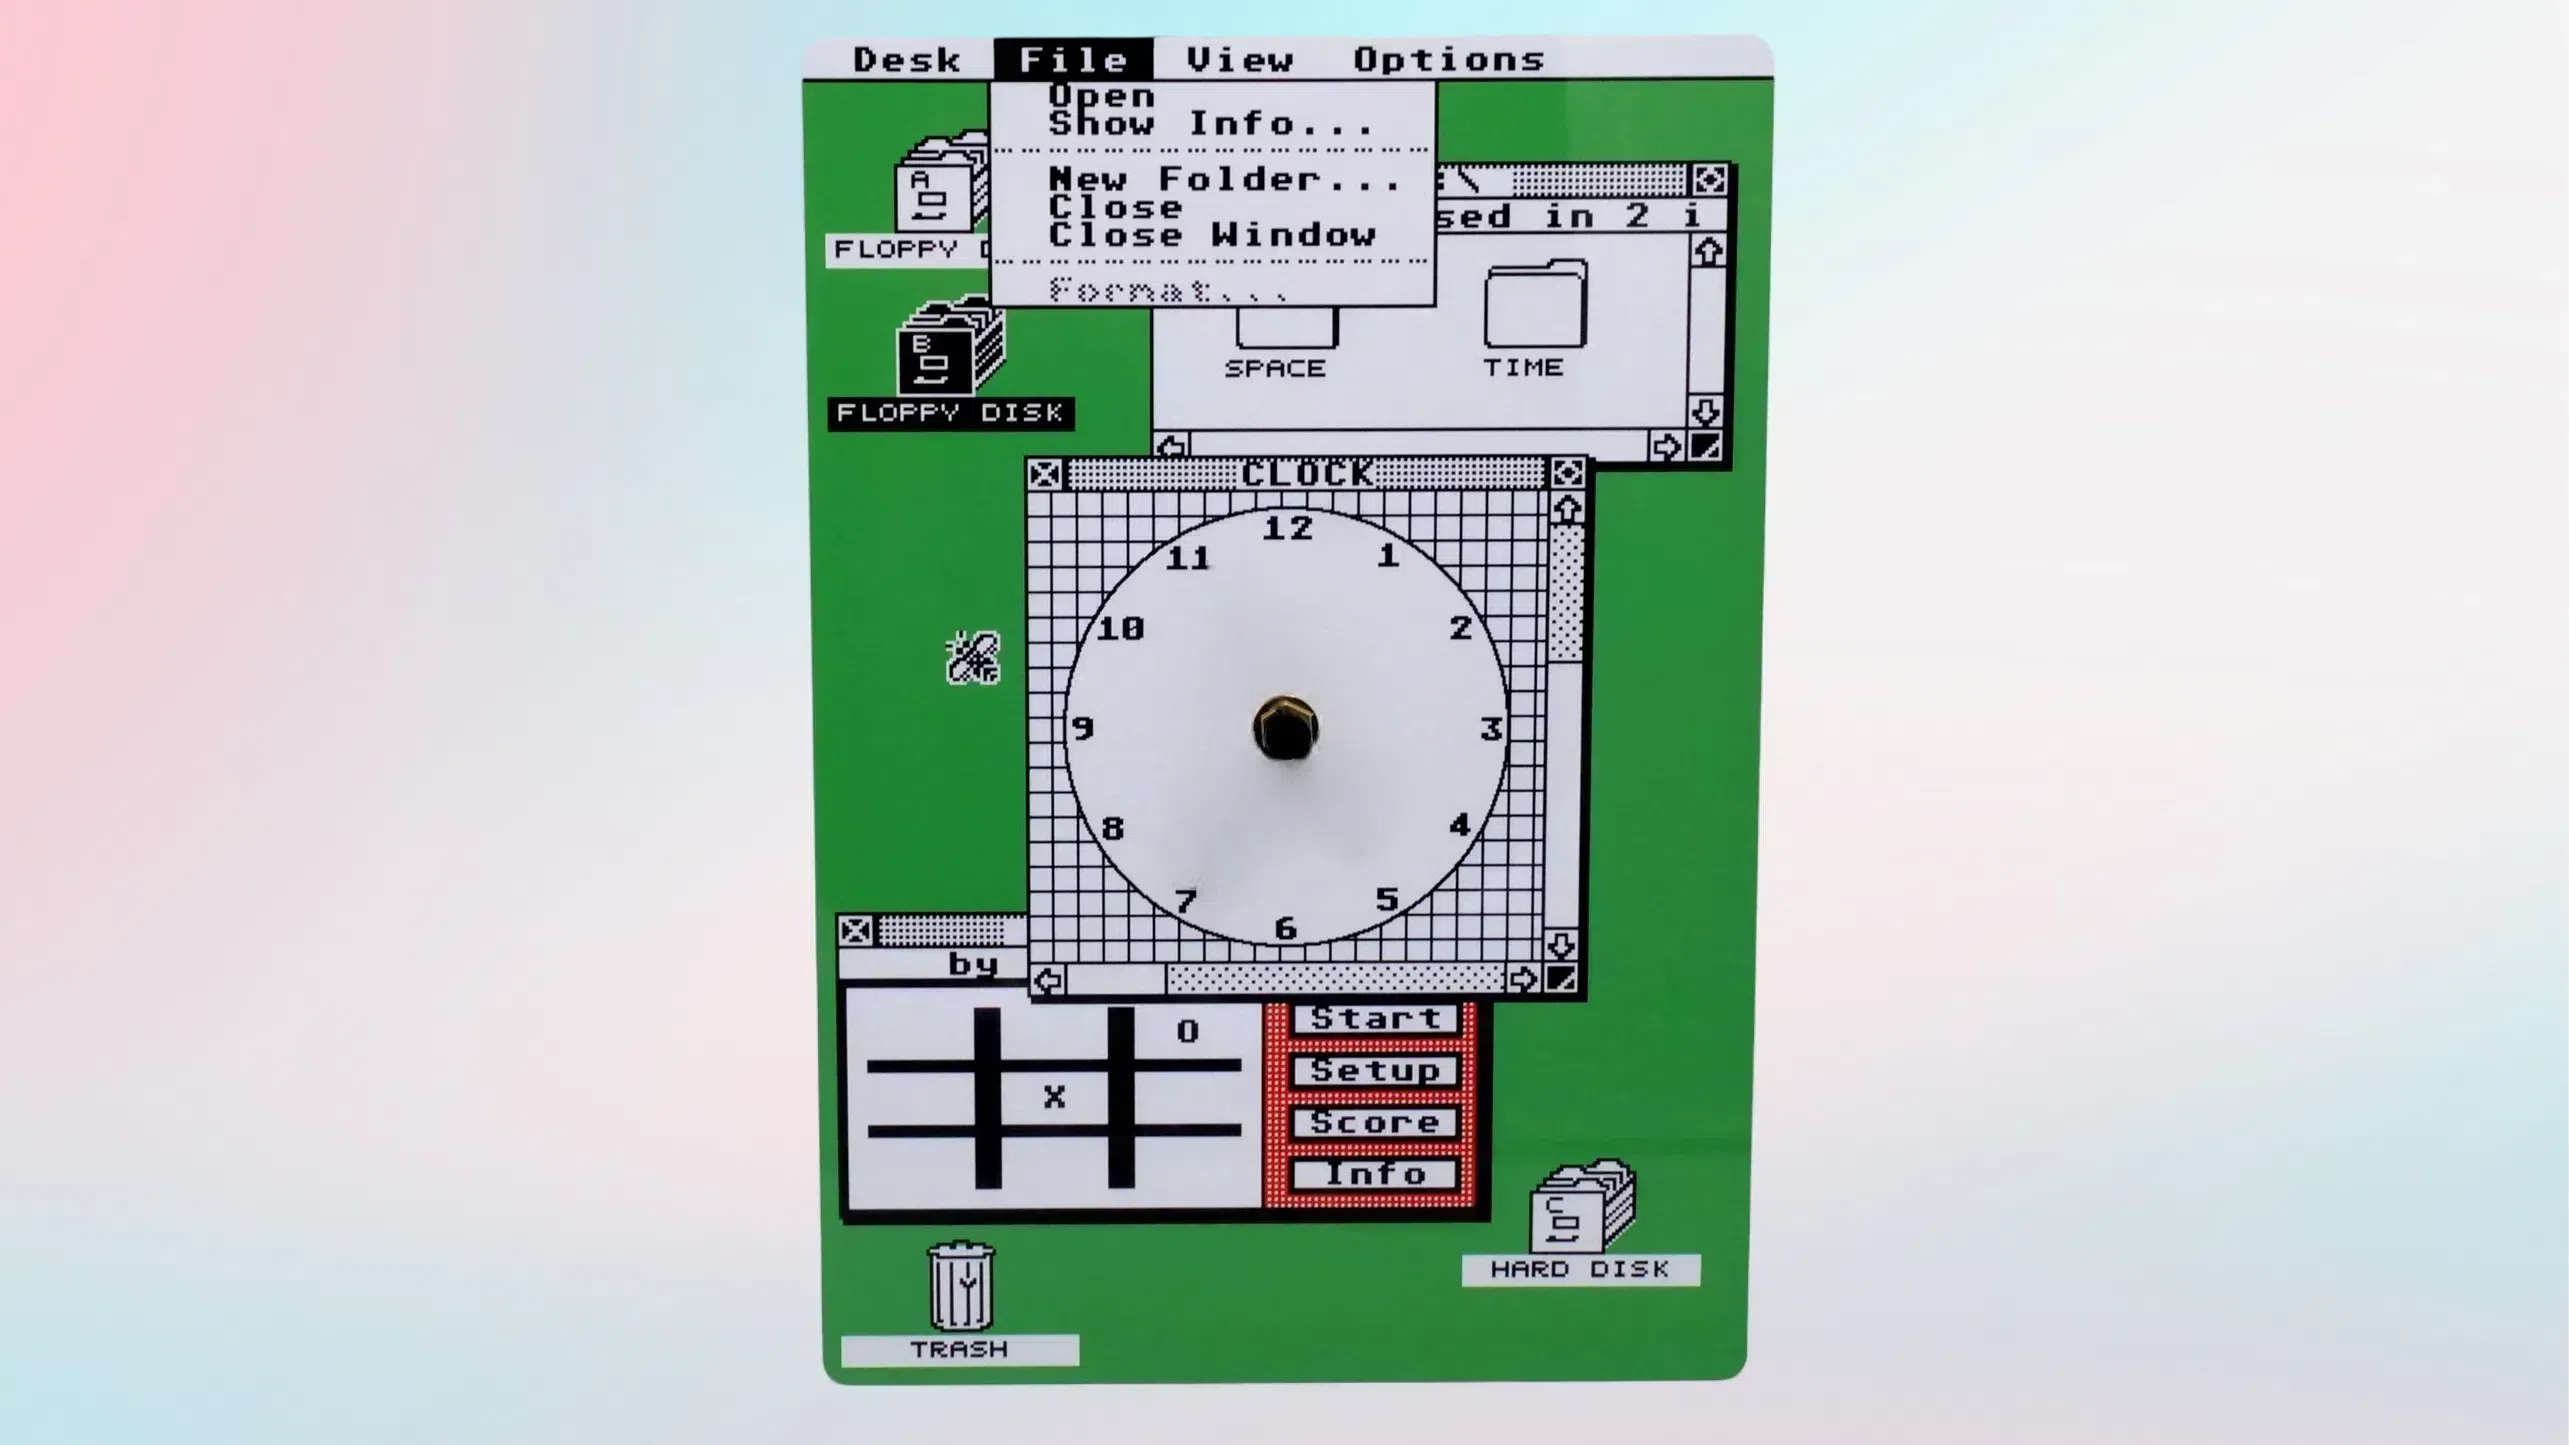 Desk File View Options
Open
Show Info...
New Folder...
Close
Close Window
Format...
A
FLOPPY
B
FLOPPY DISK
sed in 2 i
SPACE
TIME
CLOCK
12
11
1
10
2
9
3
8
4
7
5
6
by
O
X
Start
Setup
Score
Info
C
HARD DISK
TRASH